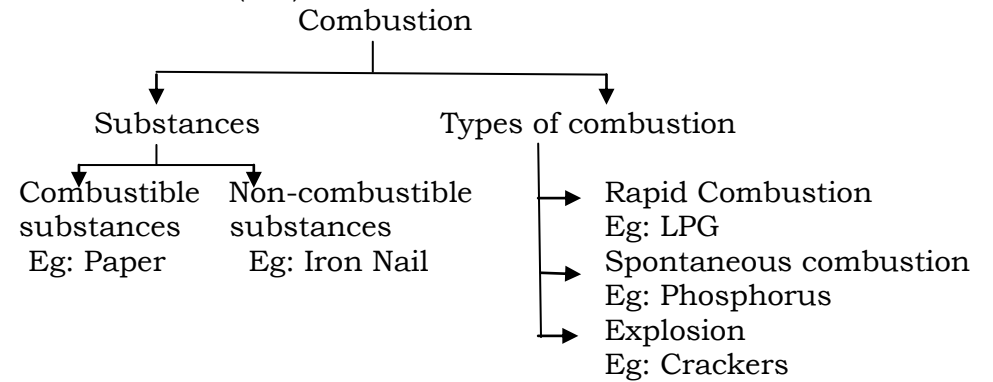 Combustion
Substances
Types of combustion
Combustible
substances
Eg: Paper
Non-combustible
substances
Eg: Iron Nail
Rapid Combustion
Eg: LPG
Spontaneous combustion
Eg: Phosphorus
Explosion
Eg: Crackers